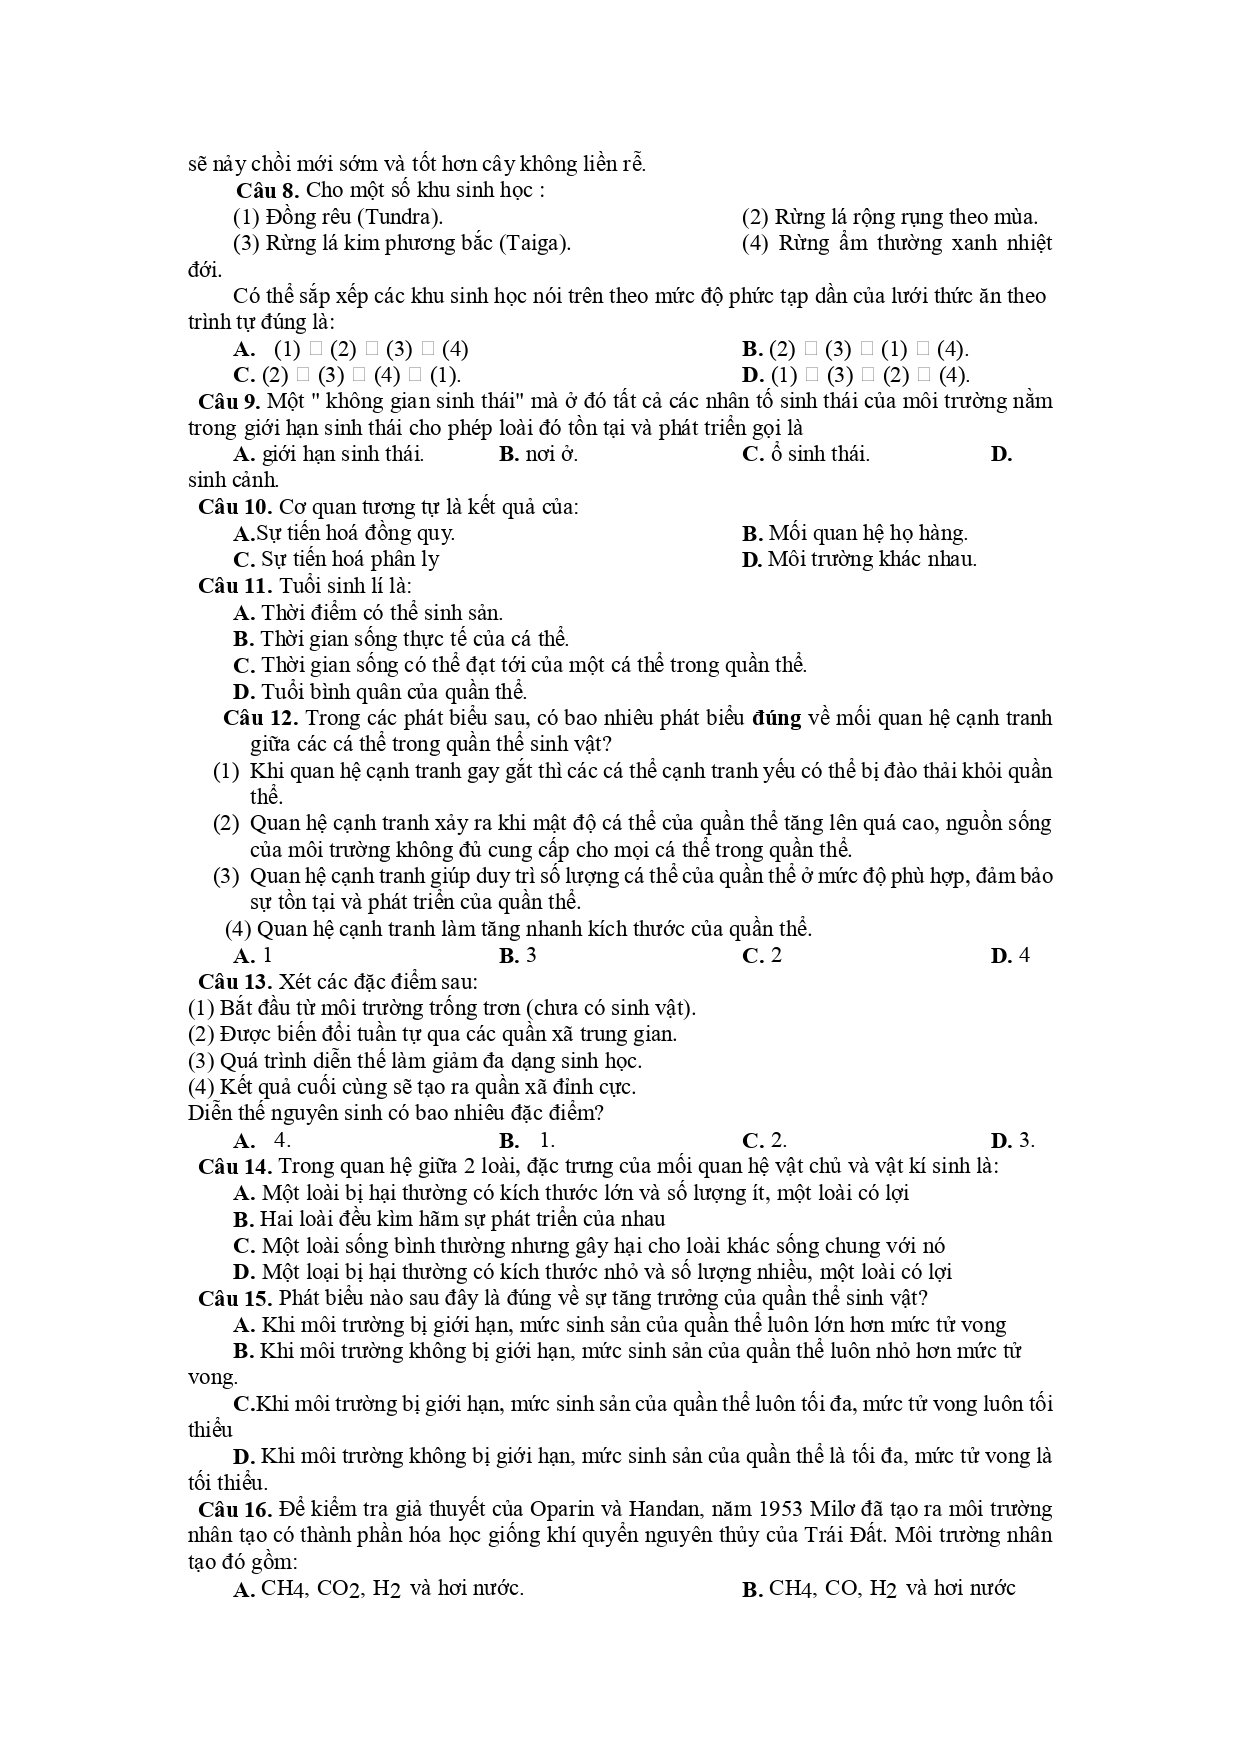 sẽ nảy chồi mới sớm và tốt hơn cây không liền rễ.
Câu 8. Cho một số khu sinh học :
(1) Đồng rêu (Tundra). (2) Rừng lá rộng rụng theo mùa.
(3) Rừng lá kim phương bắc (Taiga). (4) Rừng ẩm thường xanh nhiệt
đới.
Có thể sắp xếp các khu sinh học nói trên theo mức độ phức tạp dần của lưới thức ăn theo
trình tự đúng là:
A. (1) □ (2) □ (3) □ (4) B. (2) □ (3) □ (1) □ (4).
C. (2) □ (3) □ (4) □ (1). D. (1) □ (3) □ (2) □ (4).
Câu 9. Một " không gian sinh thái" mà ở đó tất cả các nhân tố sinh thái của môi trường nằm
trong giới hạn sinh thái cho phép loài đó tồn tại và phát triển gọi là
A. giới hạn sinh thái. B. nơi ở. C. ổ sinh thái. D.
sinh cảnh.
Câu 10. Cơ quan tương tự là kết quả của:
A.Sự tiến hoá đồng quy. B. Mối quan hệ họ hàng.
C. Sự tiến hoá phân ly D. Môi trường khác nhau.
Câu 11. Tuổi sinh lí là:
A. Thời điểm có thể sinh sản.
B. Thời gian sống thực tế của cá thể.
C. Thời gian sống có thể đạt tới của một cá thể trong quần thể.
D. Tuổi bình quân của quần thể.
Câu 12. Trong các phát biểu sau, có bao nhiêu phát biểu đúng về mối quan hệ cạnh tranh
giữa các cá thể trong quần thể sinh vật?
(1) Khi quan hệ cạnh tranh gay gắt thì các cá thể cạnh tranh yếu có thể bị đào thải khỏi quần
thể.
(2) Quan hệ cạnh tranh xảy ra khi mật độ cá thể của quần thể tăng lên quá cao, nguồn sống
của môi trường không đủ cung cấp cho mọi cá thể trong quần thể.
(3) Quan hệ cạnh tranh giúp duy trì số lượng cá thể của quần thể ở mức độ phù hợp, đảm bảo
sự tồn tại và phát triển của quần thể.
(4) Quan hệ cạnh tranh làm tăng nhanh kích thước của quần thể.
A. 1 B. 3 C. 2 D. 4
Câu 13. Xét các đặc điểm sau:
(1) Bắt đầu từ môi trường trống trơn (chưa có sinh vật).
(2) Được biến đổi tuần tự qua các quần xã trung gian.
(3) Quá trình diễn thế làm giảm đa dạng sinh học.
(4) Kết quả cuối cùng sẽ tạo ra quần xã đỉnh cực.
Diễn thế nguyên sinh có bao nhiêu đặc điểm?
A. 4. B. 1. C. 2. D. 3.
Câu 14. Trong quan hệ giữa 2 loài, đặc trưng của mối quan hệ vật chủ và vật kí sinh là:
A. Một loài bị hại thường có kích thước lớn và số lượng ít, một loài có lợi
B. Hai loài đều kìm hãm sự phát triển của nhau
C. Một loài sống bình thường nhưng gây hại cho loài khác sống chung với nó
D. Một loại bị hại thường có kích thước nhỏ và số lượng nhiều, một loài có lợi
Câu 15. Phát biểu nào sau đây là đúng về sự tăng trưởng của quần thể sinh vật?
A. Khi môi trường bị giới hạn, mức sinh sản của quần thể luôn lớn hơn mức tử vong
B. Khi môi trường không bị giới hạn, mức sinh sản của quần thể luôn nhỏ hơn mức tử
vong.
C.Khi môi trường bị giới hạn, mức sinh sản của quần thể luôn tối đa, mức tử vong luôn tối
thiểu
D. Khi môi trường không bị giới hạn, mức sinh sản của quần thể là tối đa, mức tử vong là
tối thiểu.
Câu 16. Để kiểm tra giả thuyết của Oparin và Handan, năm 1953 Milơ đã tạo ra môi trường
nhân tạo có thành phần hóa học giống khí quyển nguyên thủy của Trái Đất. Môi trường nhân
tạo đó gồm:
A. CH4, CO2, H2 và hơi nước. B. CH4, CO, H2 và hơi nước